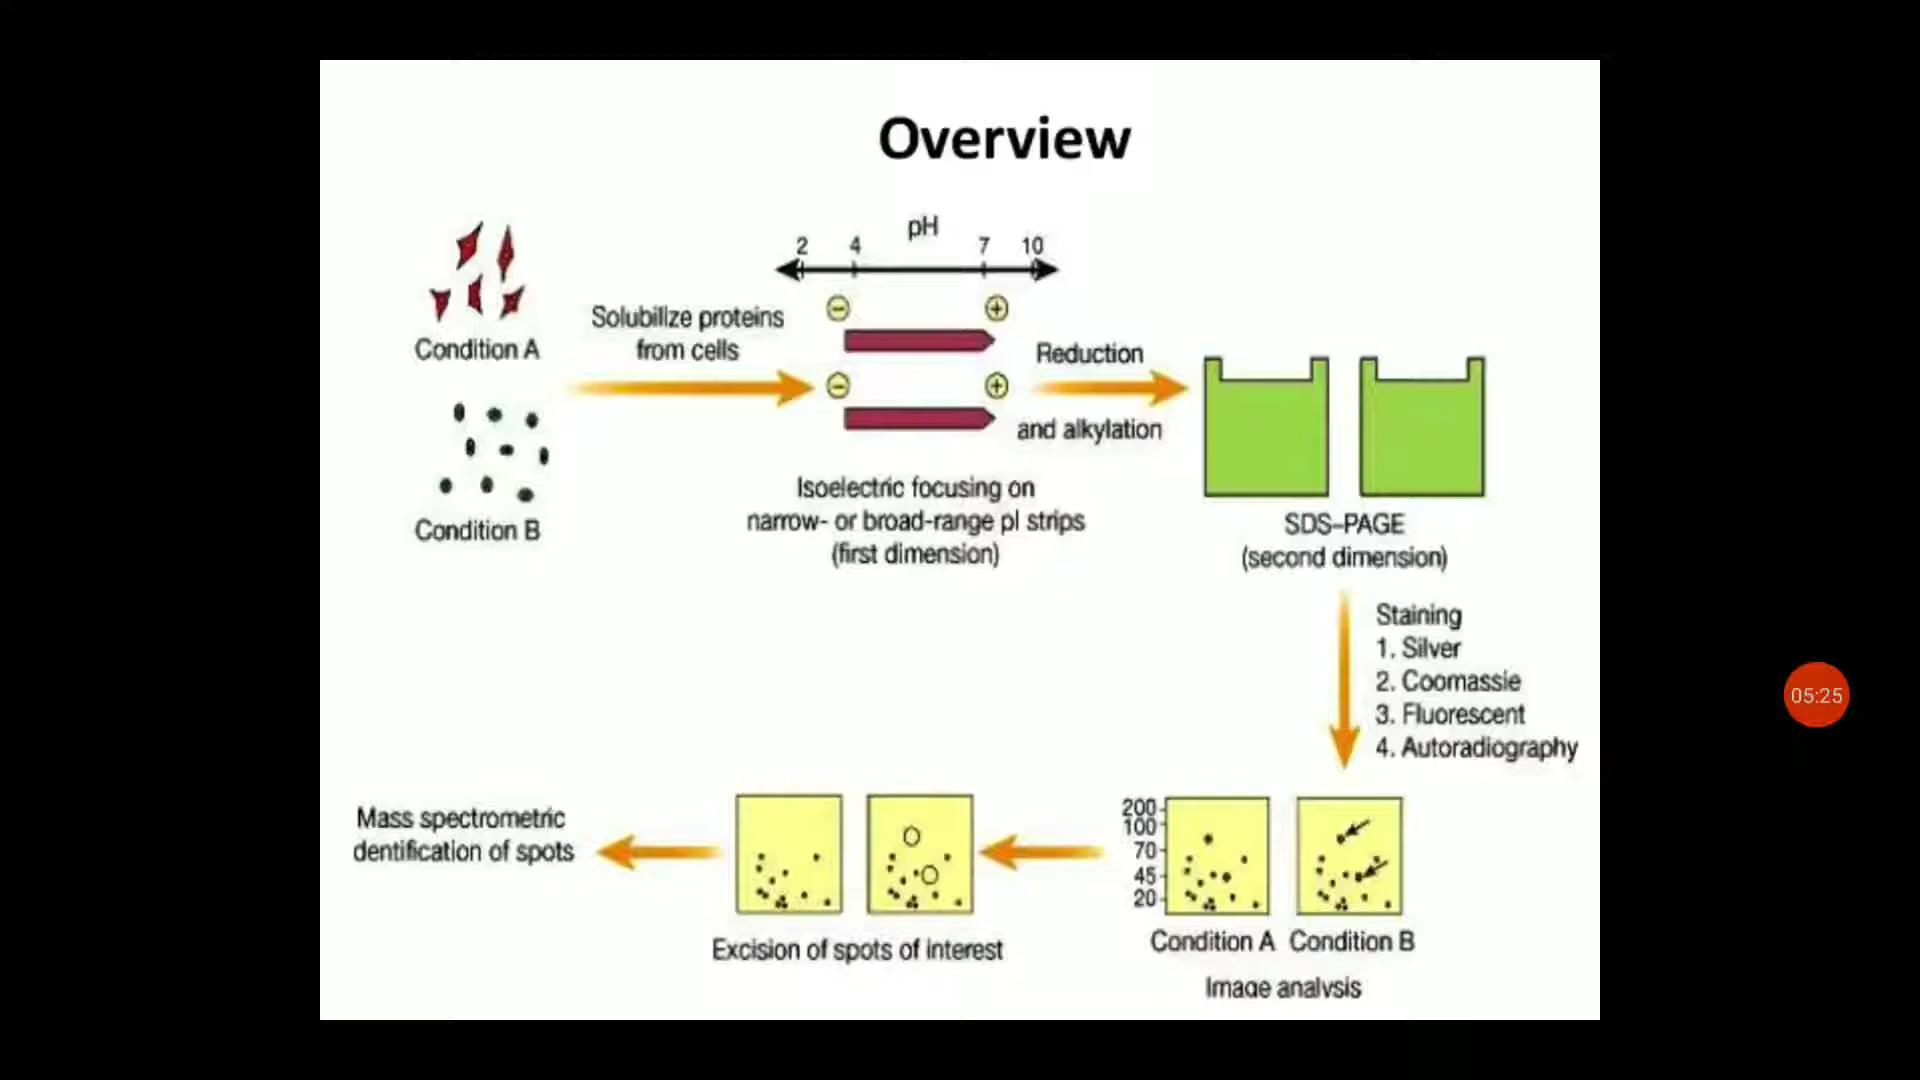 Overview
pH
2 4 7 10
Condition A
Solubilize proteins
from cells
Condition B
− +
− +
Isoelectric focusing on
narrow- or broad-range pI strips
(first dimension)
Reduction
and alkylation
SDS–PAGE
(second dimension)
Staining
1. Silver
2. Coomassie
3. Fluorescent
4. Autoradiography
05:25
200
100
70
45
20
Condition A Condition B
Image analysis
Excision of spots of interest
Mass spectrometric
dentification of spots